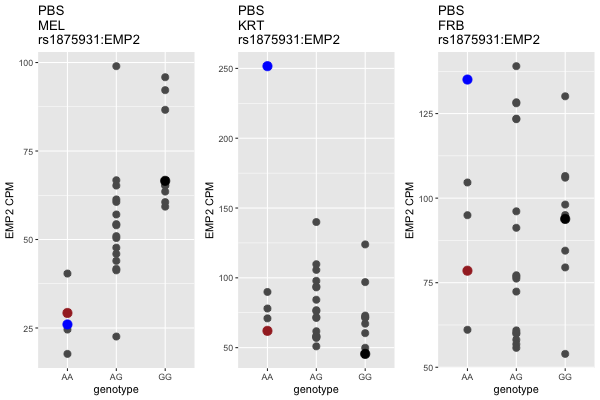 PBS
MEL
rs1875931:EMP2
100
75
50
25
EMP2 CPM
AA
AG
GG
genotype
PBS
KRT
rs1875931:EMP2
250
200
150
100
50
EMP2 CPM
AA
AG
GG
genotype
PBS
FRB
rs1875931:EMP2
125
100
75
50
EMP2 CPM
AA
AG
GG
genotype